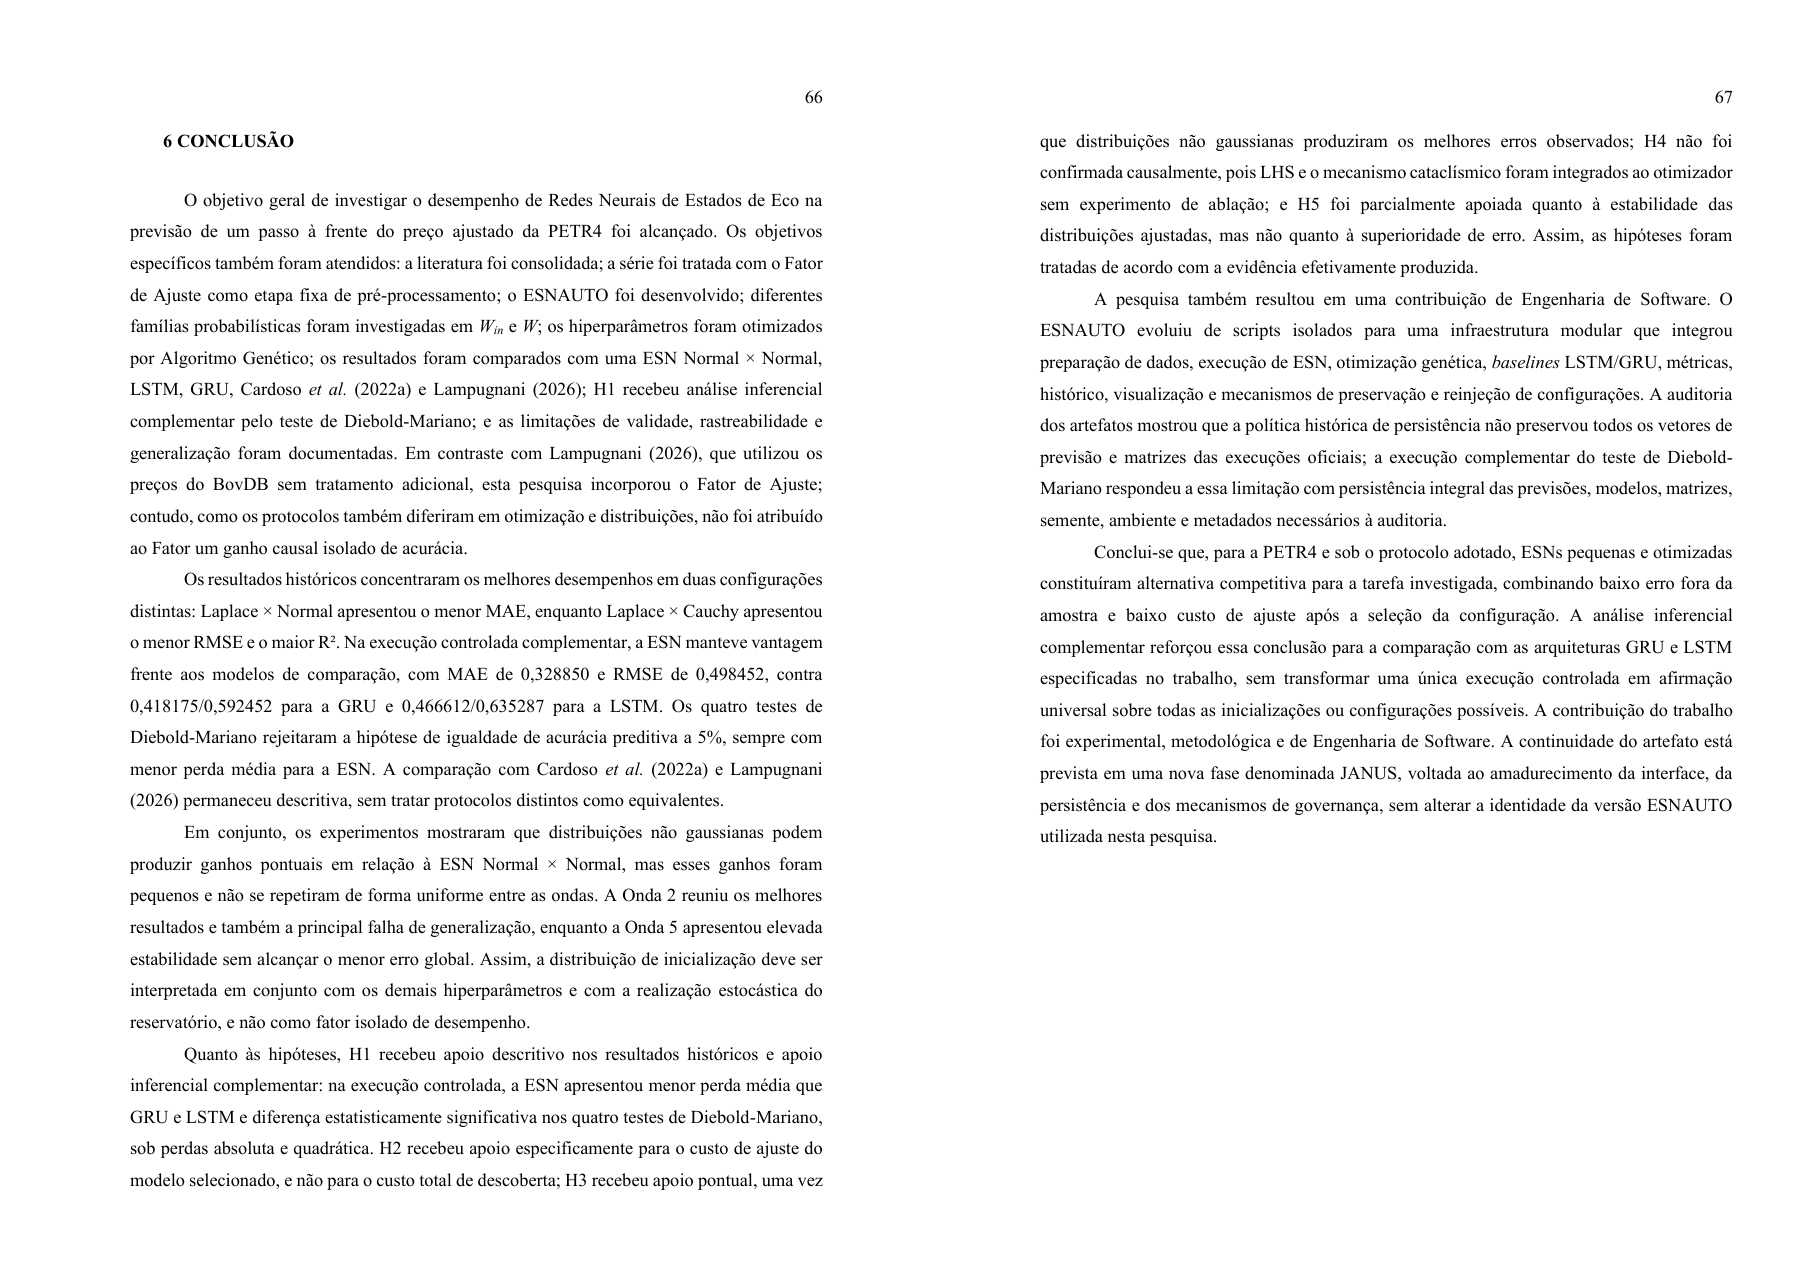 66
6 CONCLUSÃO
O objetivo geral de investigar o desempenho de Redes Neurais de Estados de Eco na
previsão de um passo à frente do preço ajustado da PETR4 foi alcançado. Os objetivos
específicos também foram atendidos: a literatura foi consolidada; a série foi tratada com o Fator
de Ajuste como etapa fixa de pré-processamento; o ESNAUTO foi desenvolvido; diferentes
famílias probabilísticas foram investigadas em Win e W; os hiperparâmetros foram otimizados
por Algoritmo Genético; os resultados foram comparados com uma ESN Normal × Normal,
LSTM, GRU, Cardoso et al. (2022a) e Lampugnani (2026); H1 recebeu análise inferencial
complementar pelo teste de Diebold-Mariano; e as limitações de validade, rastreabilidade e
generalização foram documentadas. Em contraste com Lampugnani (2026), que utilizou os
preços do BovDB sem tratamento adicional, esta pesquisa incorporou o Fator de Ajuste;
contudo, como os protocolos também diferiram em otimização e distribuições, não foi atribuído
ao Fator um ganho causal isolado de acurácia.
Os resultados históricos concentraram os melhores desempenhos em duas configurações
distintas: Laplace × Normal apresentou o menor MAE, enquanto Laplace × Cauchy apresentou
o menor RMSE e o maior R². Na execução controlada complementar, a ESN manteve vantagem
frente aos modelos de comparação, com MAE de 0,328850 e RMSE de 0,498452, contra
0,418175/0,592452 para a GRU e 0,466612/0,635287 para a LSTM. Os quatro testes de
Diebold-Mariano rejeitaram a hipótese de igualdade de acurácia preditiva a 5%, sempre com
menor perda média para a ESN. A comparação com Cardoso et al. (2022a) e Lampugnani
(2026) permaneceu descritiva, sem tratar protocolos distintos como equivalentes.
Em conjunto, os experimentos mostraram que distribuições não gaussianas podem
produzir ganhos pontuais em relação à ESN Normal × Normal, mas esses ganhos foram
pequenos e não se repetiram de forma uniforme entre as ondas. A Onda 2 reuniu os melhores
resultados e também a principal falha de generalização, enquanto a Onda 5 apresentou elevada
estabilidade sem alcançar o menor erro global. Assim, a distribuição de inicialização deve ser
interpretada em conjunto com os demais hiperparâmetros e com a realização estocástica do
reservatório, e não como fator isolado de desempenho.
Quanto às hipóteses, H1 recebeu apoio descritivo nos resultados históricos e apoio
inferencial complementar: na execução controlada, a ESN apresentou menor perda média que
GRU e LSTM e diferença estatisticamente significativa nos quatro testes de Diebold-Mariano,
sob perdas absoluta e quadrática. H2 recebeu apoio especificamente para o custo de ajuste do
modelo selecionado, e não para o custo total de descoberta; H3 recebeu apoio pontual, uma vez
67
que distribuições não gaussianas produziram os melhores erros observados; H4 não foi
confirmada causalmente, pois LHS e o mecanismo cataclísmico foram integrados ao otimizador
sem experimento de ablação; e H5 foi parcialmente apoiada quanto à estabilidade das
distribuições ajustadas, mas não quanto à superioridade de erro. Assim, as hipóteses foram
tratadas de acordo com a evidência efetivamente produzida.
A pesquisa também resultou em uma contribuição de Engenharia de Software. O
ESNAUTO evoluiu de scripts isolados para uma infraestrutura modular que integrou
preparação de dados, execução de ESN, otimização genética, baselines LSTM/GRU, métricas,
histórico, visualização e mecanismos de preservação e reinjeção de configurações. A auditoria
dos artefatos mostrou que a política histórica de persistência não preservou todos os vetores de
previsão e matrizes das execuções oficiais; a execução complementar do teste de Diebold-
Mariano respondeu a essa limitação com persistência integral das previsões, modelos, matrizes,
semente, ambiente e metadados necessários à auditoria.
Conclui-se que, para a PETR4 e sob o protocolo adotado, ESNs pequenas e otimizadas
constituíram alternativa competitiva para a tarefa investigada, combinando baixo erro fora da
amostra e baixo custo de ajuste após a seleção da configuração. A análise inferencial
complementar reforçou essa conclusão para a comparação com as arquiteturas GRU e LSTM
especificadas no trabalho, sem transformar uma única execução controlada em afirmação
universal sobre todas as inicializações ou configurações possíveis. A contribuição do trabalho
foi experimental, metodológica e de Engenharia de Software. A continuidade do artefato está
prevista em uma nova fase denominada JANUS, voltada ao amadurecimento da interface, da
persistência e dos mecanismos de governança, sem alterar a identidade da versão ESNAUTO
utilizada nesta pesquisa.